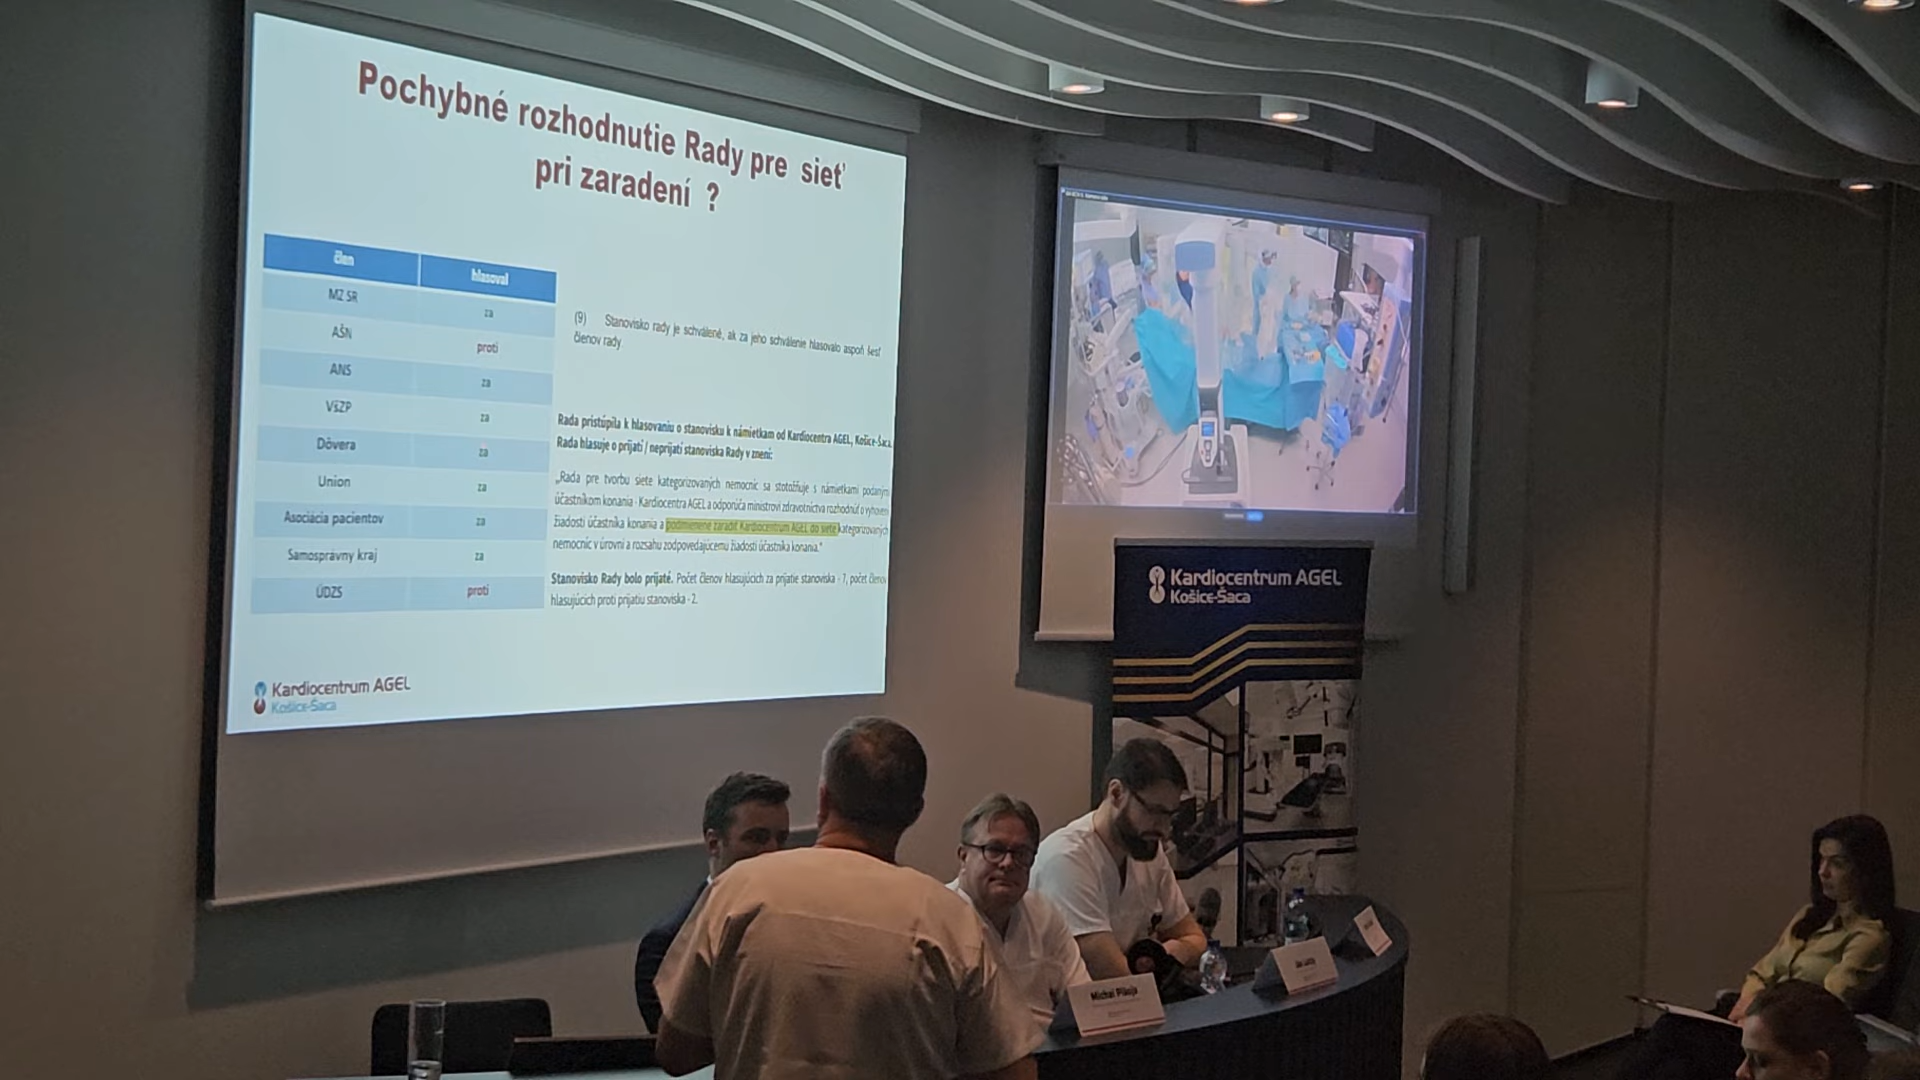 Pochybné rozhodnutie Rady pre sieť
pri zaradení ?
člen hlasoval
MZ SR za
AŠN proti
ANS za
VšZP za
Dôvera za
Union za
Asociácia pacientov za
Samosprávny kraj za
ÚDZS proti
(9) Stanovisko rady je schválené, ak za jeho schválenie hlasovalo aspoň šesť
členov rady.
Rada pristúpila k hlasovaniu o stanovisku k námietkam od Kardiocentra AGEL, Košice-Šaca.
Rada hlasuje o prijatí / neprijatí stanoviska Rady v znení:
„Rada pre tvorbu siete kategorizovaných nemocníc sa stotožňuje s námietkami podanými
účastníkom konania - Kardiocentra AGEL a odporúča ministrovi zdravotníctva rozhodnúť o
žiadosti účastníka konania a podmienene zaradiť Kardiocentrum AGEL do siete kategorizovaných
nemocníc v úrovni a rozsahu zodpovedajúcemu žiadosti účastníka konania."
Stanovisko Rady bolo prijaté. Počet členov hlasujúcich za prijatie stanoviska - 7, počet členov
hlasujúcich proti prijatiu stanoviska - 2.
Kardiocentrum AGEL
Košice-Šaca
Kardiocentrum AGEL
Košice-Šaca
Michal